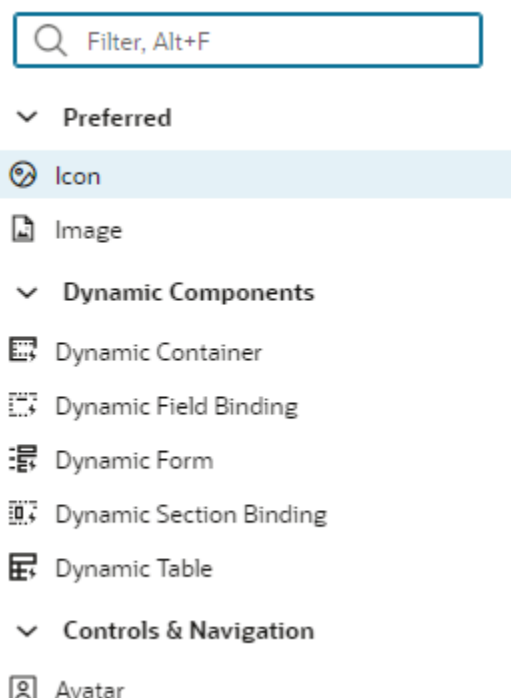 Filter, Alt+F
Preferred
Icon
Image
Dynamic Components
Dynamic Container
Dynamic Field Binding
Dynamic Form
Dynamic Section Binding
Dynamic Table
Controls & Navigation
Avatar